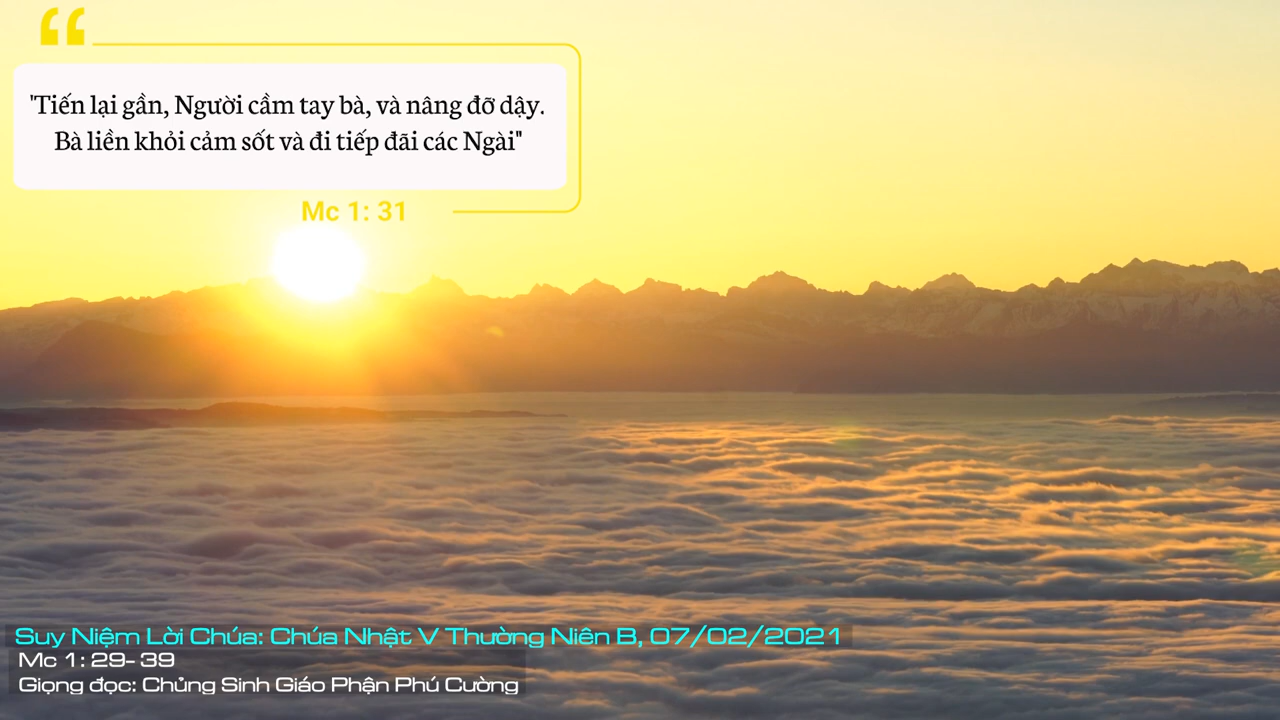 "Tiến lại gần, Người cầm tay bà, và nâng đỡ dậy.
Bà liền khỏi cảm sốt và đi tiếp đãi các Ngài"
Mc 1: 31
Suy Niệm Lời Chúa: Chúa Nhật V Thường Niên B, 07/02/2021
Mc 1: 29- 39
Giọng đọc: Chủng Sinh Giáo Phận Phú Cường